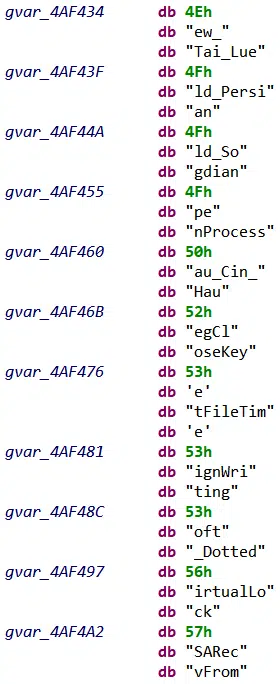 gvar_4AF434 db 4Eh
db "ew_"
db "Tai_Lue"
gvar_4AF43F db 4Fh
db "ld_Persi"
db "an"
gvar_4AF44A db 4Fh
db "ld_So"
db "gdian"
gvar_4AF455 db 4Fh
db "pe"
db "nProcess"
gvar_4AF460 db 50h
db "au_Cin_"
db "Hau"
gvar_4AF46B db 52h
db "egCl"
db "oseKey"
gvar_4AF476 db 53h
db 'e'
db "tFileTim"
db 'e'
gvar_4AF481 db 53h
db "ignWri"
db "ting"
gvar_4AF48C db 53h
db "oft"
db "_Dotted"
gvar_4AF497 db 56h
db "irtualLo"
db "ck"
gvar_4AF4A2 db 57h
db "SARec"
db "vFrom"